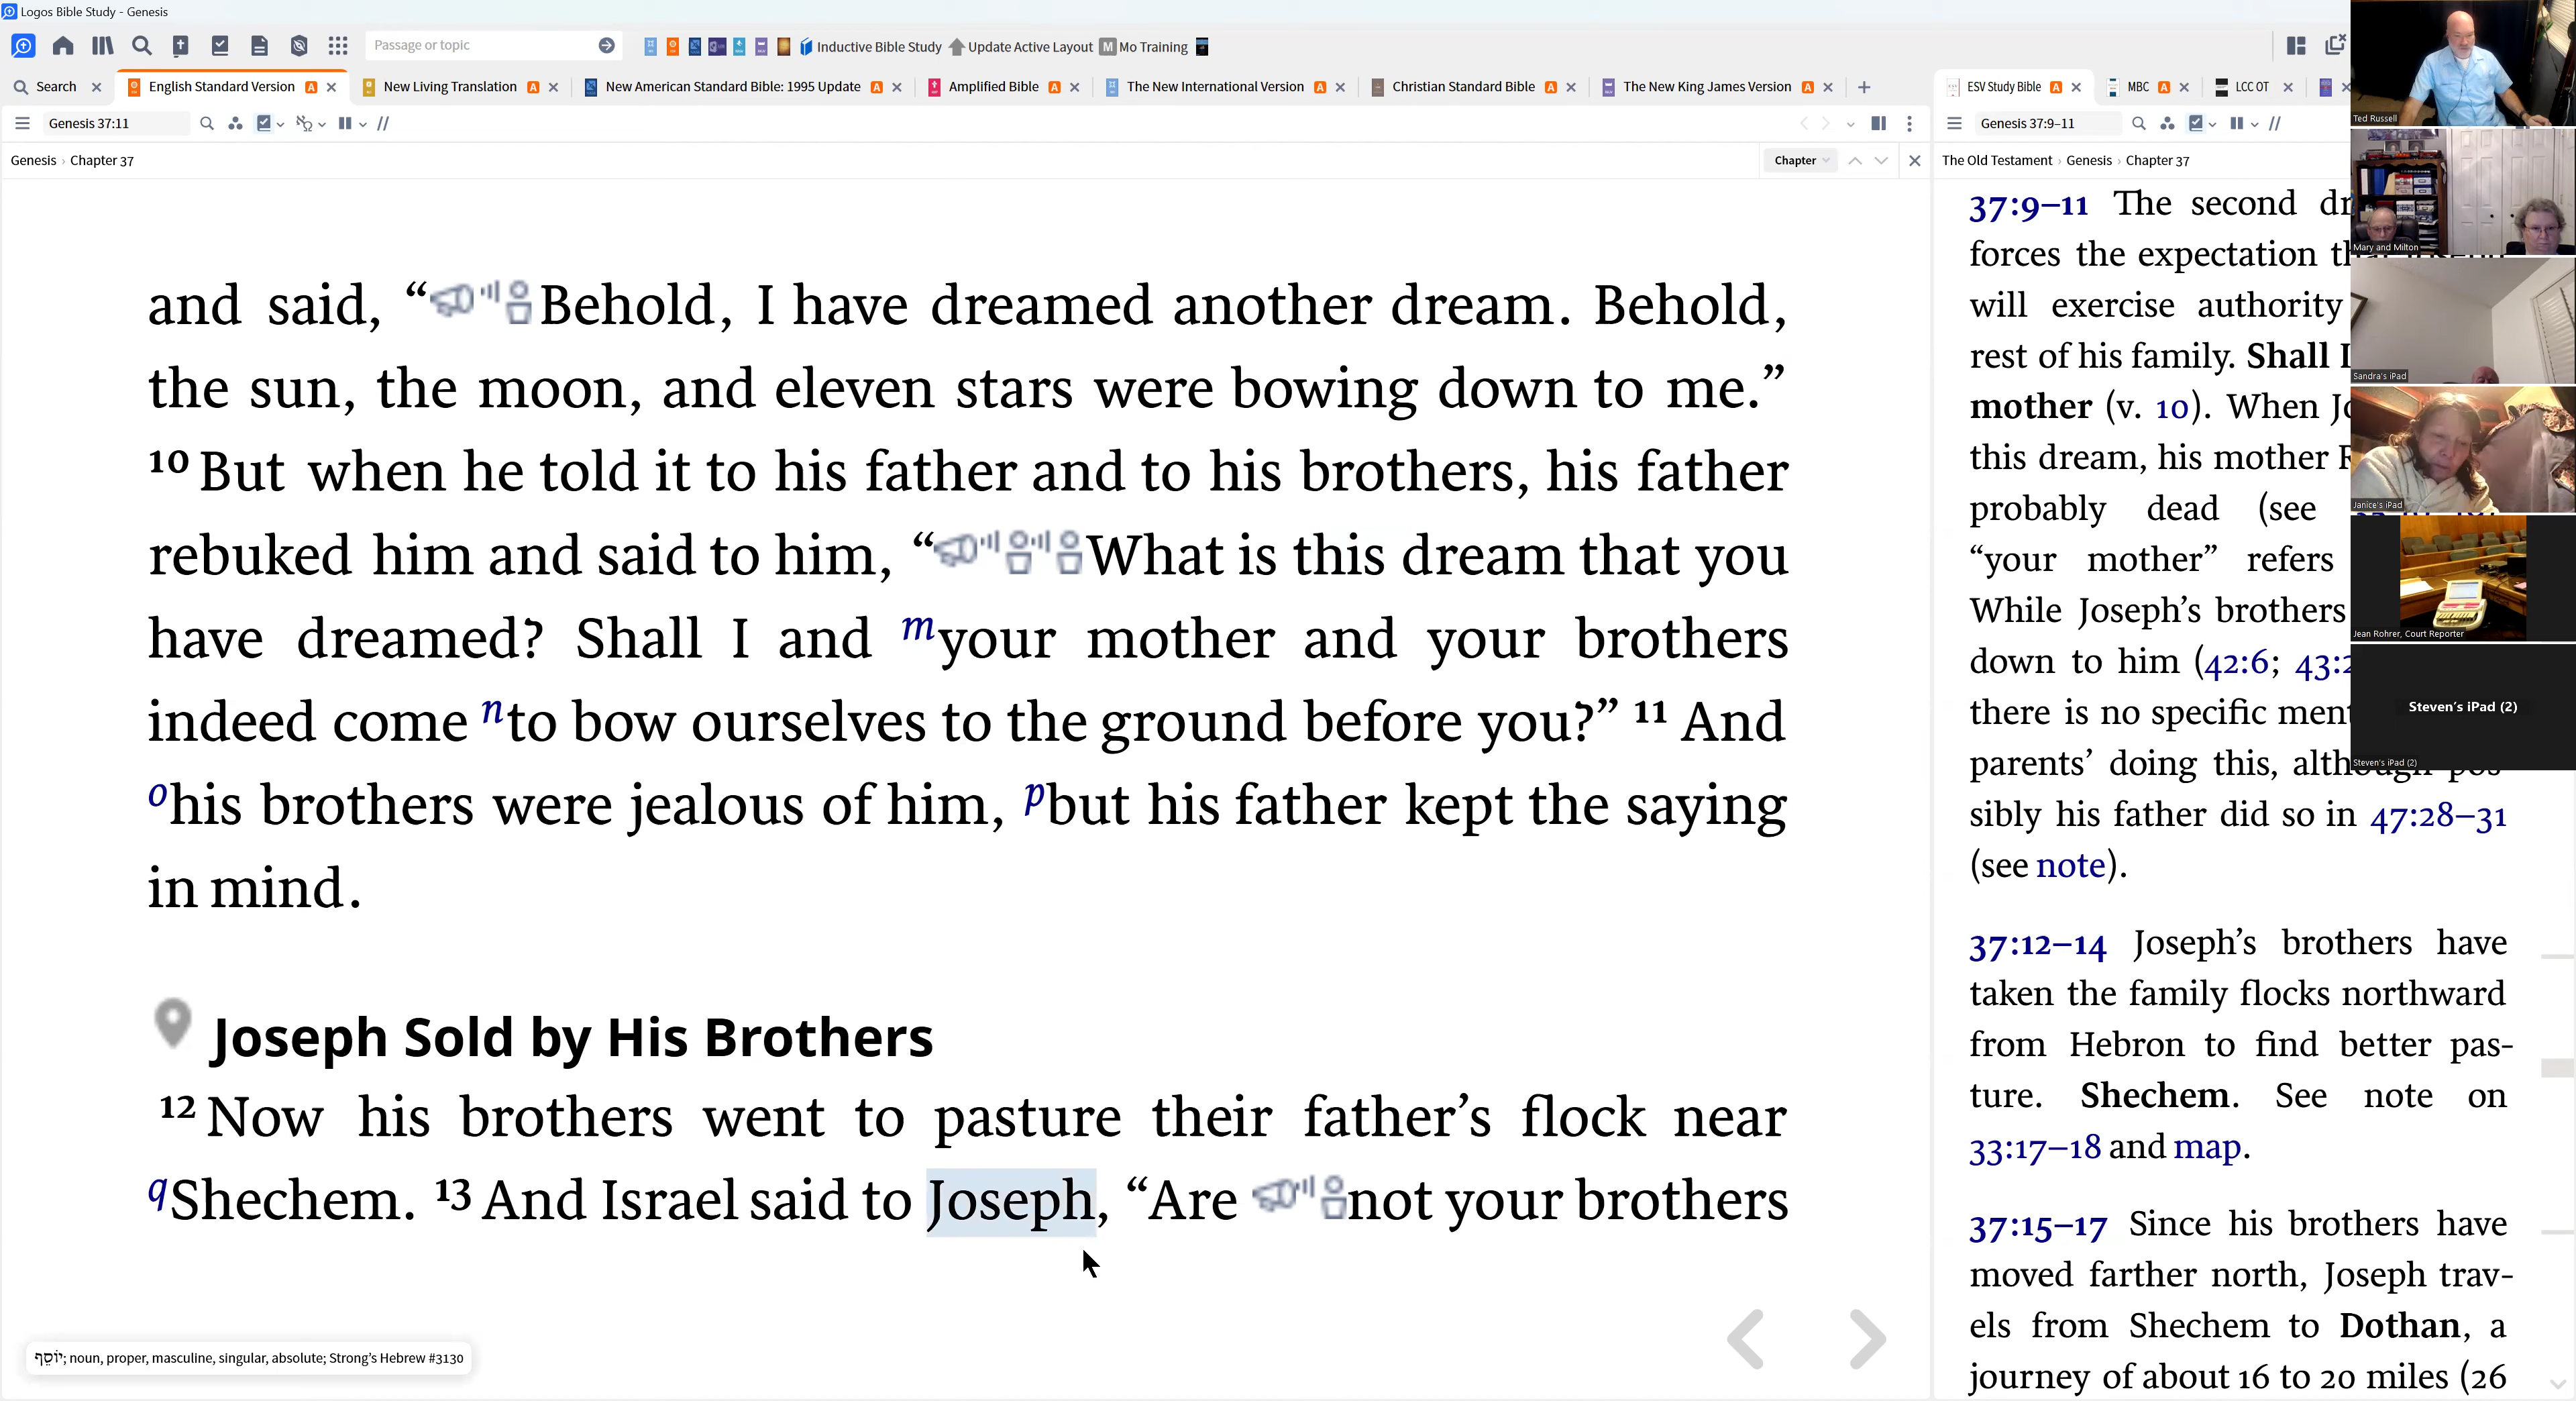 Logos Bible Study - Genesis
Passage or topic
Inductive Bible Study Update Active Layout M Mo Training
Search
English Standard Version A
New Living Translation A
New American Standard Bible: 1995 Update A
Amplified Bible A
The New International Version A
Christian Standard Bible A
The New King James Version A
ESV Study Bible A
MBC A
LCC OT
Genesis 37:11
Genesis › Chapter 37
Chapter
and said, “Behold, I have dreamed another dream. Behold,
the sun, the moon, and eleven stars were bowing down to me.”
10 But when he told it to his father and to his brothers, his father
rebuked him and said to him, “What is this dream that you
have dreamed? Shall I and m your mother and your brothers
indeed come n to bow ourselves to the ground before you?” 11 And
o his brothers were jealous of him, p but his father kept the saying
in mind.
Joseph Sold by His Brothers
12 Now his brothers went to pasture their father’s flock near
q Shechem. 13 And Israel said to Joseph, “Are not your brothers
יוֹסֵף; noun, proper, masculine, singular, absolute; Strong’s Hebrew #3130
Genesis 37:9–11
The Old Testament › Genesis › Chapter 37
37:9–11 The second
forces the expectation
will exercise authority
rest of his family. Shall I
mother (v. 10). When
this dream, his mother
probably dead (see
“your mother” refers
While Joseph’s brothers
down to him (42:6;
there is no specific
parents’ doing this, although pos-
sibly his father did so in 47:28–31
(see note).
37:12–14 Joseph’s brothers have
taken the family flocks northward
from Hebron to find better pas-
ture. Shechem. See note on
33:17–18 and map.
37:15–17 Since his brothers have
moved farther north, Joseph trav-
els from Shechem to Dothan, a
journey of about 16 to 20 miles (26
Ted Russell
Mary and Milton
Sandra's iPad
Janice's iPad
Jean Rohrer, Court Reporter
Steven’s iPad (2)
Steven's iPad (2)